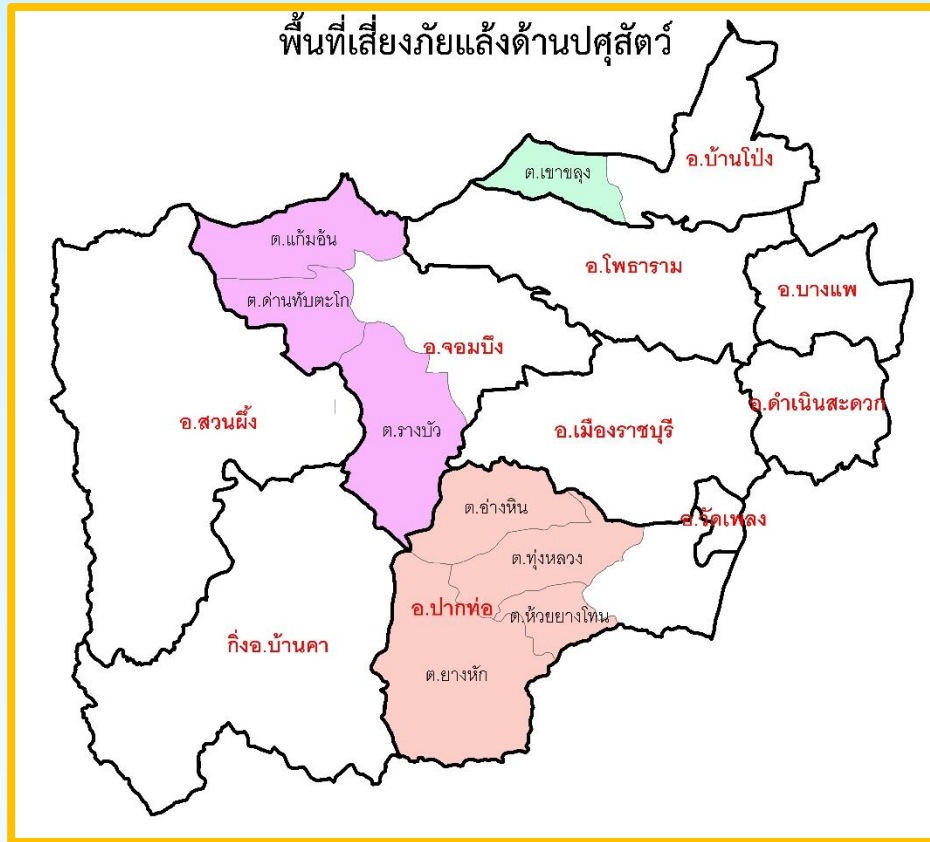 พื้นที่เสี่ยงภัยแล้งด้านปศุสัตว์
อ.บ้านโป่ง
ต.เขาขลุง
ต.แก้มอ้น
อ.โพธาราม
อ.บางแพ
ต.ด่านทับตะโก
อ.จอมบึง
อ.ดำเนินสะดวก
อ.สวนผึ้ง
ต.รางบัว
อ.เมืองราชบุรี
ต.อ่างหิน
อ.วัดเพลง
ต.ทุ่งหลวง
อ.ปากท่อ
ต.ห้วยยางโทน
กิ่งอ.บ้านคา
ต.ยางหัก